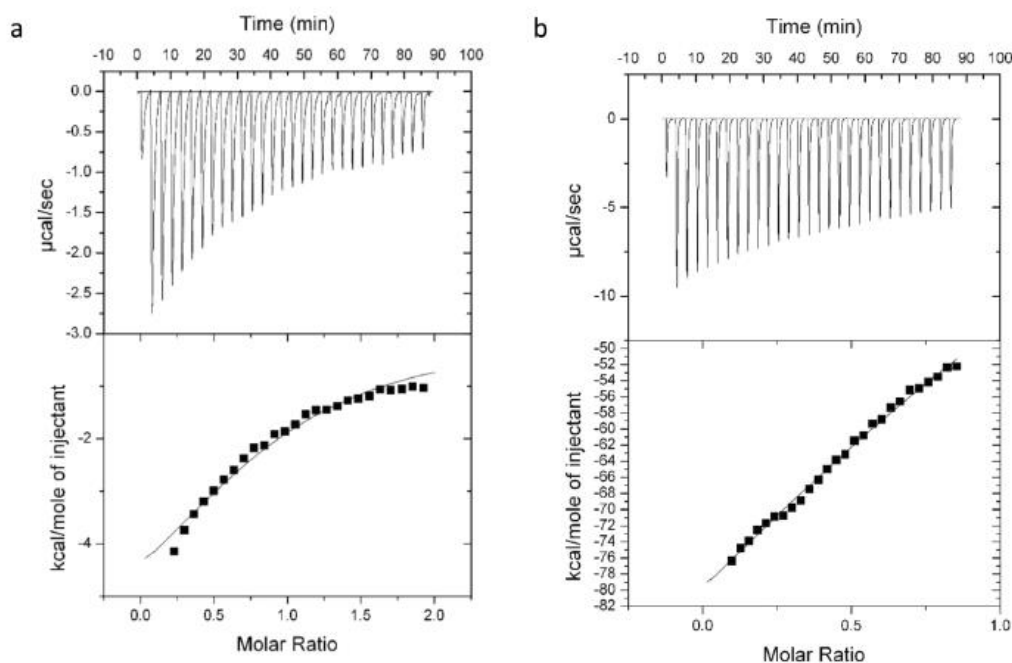 a
Time (min)
-10 0 10 20 30 40 50 60 70 80 90
0.0
-0.5
-1.0
-1.5
-2.0
-2.5
-3.0
µcal/sec
-2
-4
kcal/mole of injectant
0.0 0.5 1.0 1.5 2.0
Molar Ratio
b
Time (min)
-10 0 10 20 30 40 50 60 70 80 90 100
0
-5
-10
µcal/sec
-50
-52
-54
-56
-58
-60
-62
-64
-66
-68
-70
-72
-74
-76
-78
-80
-82
kcal/mole of injectant
0.0 0.5 1.0
Molar Ratio